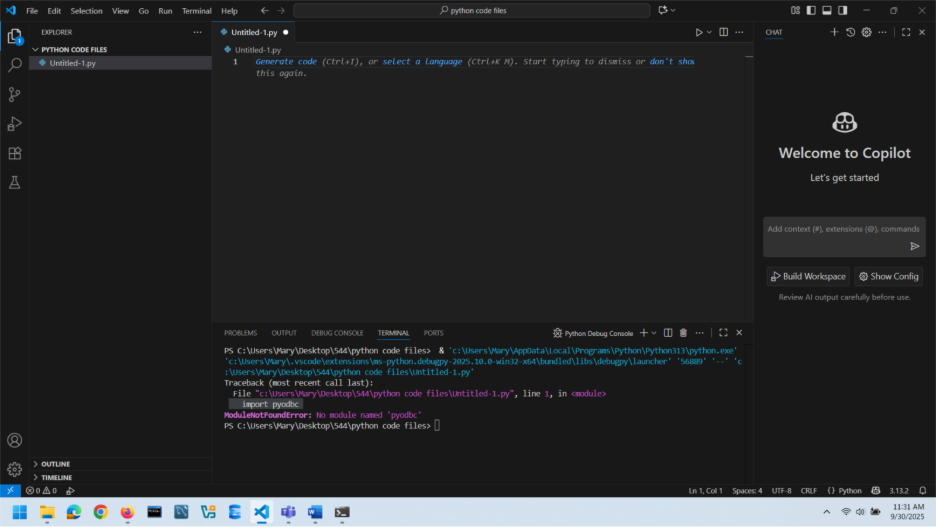 File Edit Selection View Go Run Terminal Help
python code files
EXPLORER
PYTHON CODE FILES
Untitled-1.py
1
OUTLINE
TIMELINE
Untitled-1.py
Untitled-1.py
1
Generate code (Ctrl+I), or select a language (Ctrl+K M). Start typing to dismiss or don't show
this again.
PROBLEMS OUTPUT DEBUG CONSOLE TERMINAL PORTS
Python Debug Console
PS C:\Users\Mary\Desktop\544\python code files> & 'c:\Users\Mary\AppData\Local\Programs\Python\Python313\python.exe'
'c:\Users\Mary\.vscode\extensions\ms-python.debugpy-2025.10.0-win32-x64\bundled\libs\debugpy\launcher' '56889' '--' 'c
:\Users\Mary\Desktop\544\python code files\Untitled-1.py'
Traceback (most recent call last):
File "c:\Users\Mary\Desktop\544\python code files\Untitled-1.py", line 1, in <module>
import pyodbc
ModuleNotFoundError: No module named 'pyodbc'
PS C:\Users\Mary\Desktop\544\python code files>
CHAT
Welcome to Copilot
Let's get started
Add context (#), extensions (@), commands
Build Workspace Show Config
Review AI output carefully before use.
0 0
Ln 1, Col 1 Spaces: 4 UTF-8 CRLF {} Python 3.13.2
11:31 AM
9/30/2025